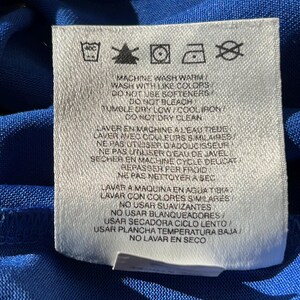 40C
MACHINE WASH WARM /
WASH WITH LIKE COLORS /
DO NOT USE SOFTENERS /
DO NOT BLEACH /
TUMBLE DRY LOW / COOL IRON /
DO NOT DRY CLEAN
LAVER EN MACHINE À L'EAU TIÈDE /
LAVER AVEC COULEURS SIMILAIRES /
NE PAS UTILISER D'ADOUCISSEUR /
NE PAS UTILISER D'EAU DE JAVEL /
SECHER EN MACHINE CYCLE DELICAT /
REPASSER PER FROID /
NE PAS NETTOYER A SEC
LAVAR A MAQUINA EN AGUA TIBIA /
LAVAR CON COLORES SIMILARES /
NO USAR SUAVIZANTES /
NO USAR BLANQUEADORES /
USAR SECADORA CICLO LENTO /
USAR PLANCHA TEMPERATURA BAJA /
NO LAVAR EN SECO